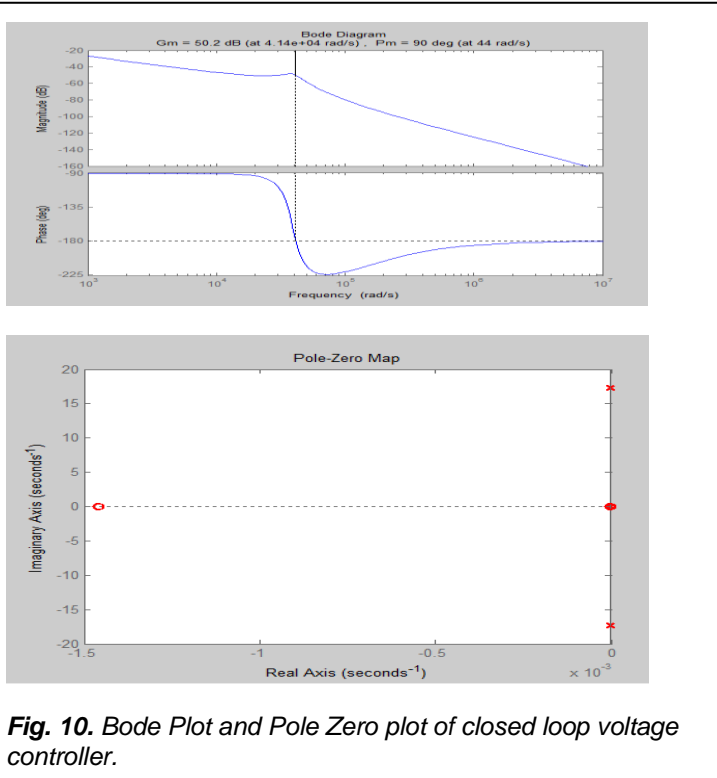 Bode Diagram
Gm = 50.2 dB (at 4.14e+04 rad/s) , Pm = 90 deg (at 44 rad/s)
Magnitude (dB)
-20
-40
-60
-80
-100
-120
-140
-160
Phase (deg)
-90
-135
-180
-225
10^3 10^4 10^5 10^6 10^7
Frequency (rad/s)
Pole-Zero Map
Imaginary Axis (seconds^-1)
20
15
10
5
0
-5
-10
-15
-20
-1.5 -1 -0.5 0
x 10^-3
Real Axis (seconds^-1)
Fig. 10. Bode Plot and Pole Zero plot of closed loop voltage
controller.